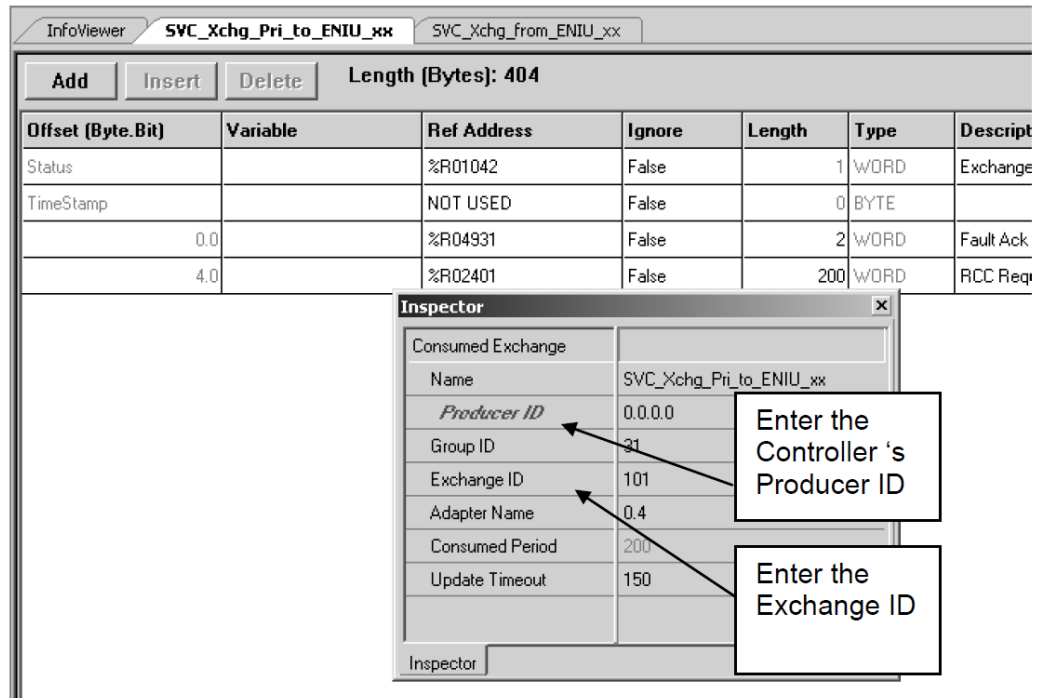 InfoViewer SVC_Xchg_Pri_to_ENIU_xx SVC_Xchg_from_ENIU_xx
Add Insert Delete Length (Bytes): 404
Offset (Byte.Bit) Variable Ref Address Ignore Length Type Descript
Status %R01042 False 1 WORD Exchange
TimeStamp NOT USED False 0 BYTE
0.0 %R04931 False 2 WORD Fault Ack
4.0 %R02401 False 200 WORD RCC Requ
Inspector x
Consumed Exchange
Name SVC_Xchg_Pri_to_ENIU_xx
Producer ID 0.0.0.0
Group ID 31
Exchange ID 101
Adapter Name 0.4
Consumed Period 200
Update Timeout 150
Inspector
Enter the
Controller ‘s
Producer ID
Enter the
Exchange ID